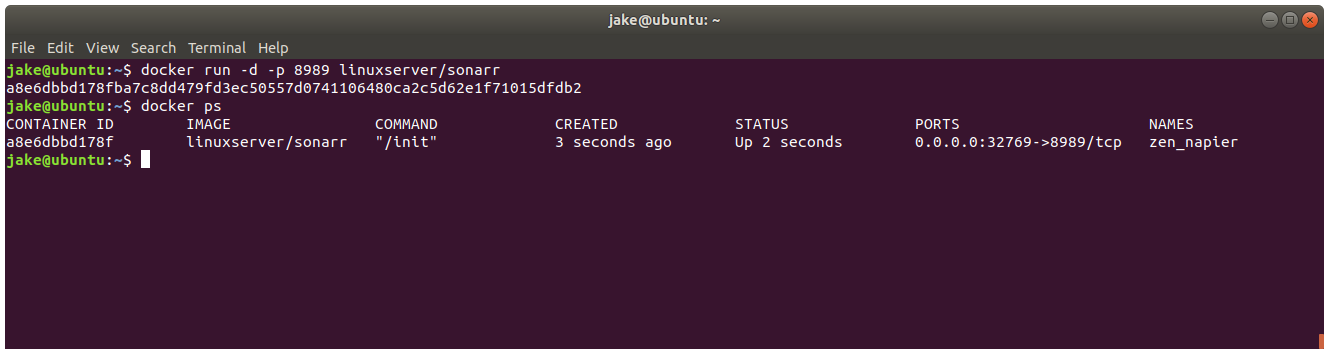 jake@ubuntu: ~
File Edit View Search Terminal Help
jake@ubuntu:~$ docker run -d -p 8989 linuxserver/sonarr
a8e6dbbd178fba7c8dd479fd3ec50557d0741106480ca2c5d62e1f71015dfdb2
jake@ubuntu:~$ docker ps
CONTAINER ID        IMAGE                COMMAND             CREATED             STATUS              PORTS                     NAMES
a8e6dbbd178f        linuxserver/sonarr   "/init"             3 seconds ago       Up 2 seconds        0.0.0.0:32769->8989/tcp   zen_napier
jake@ubuntu:~$